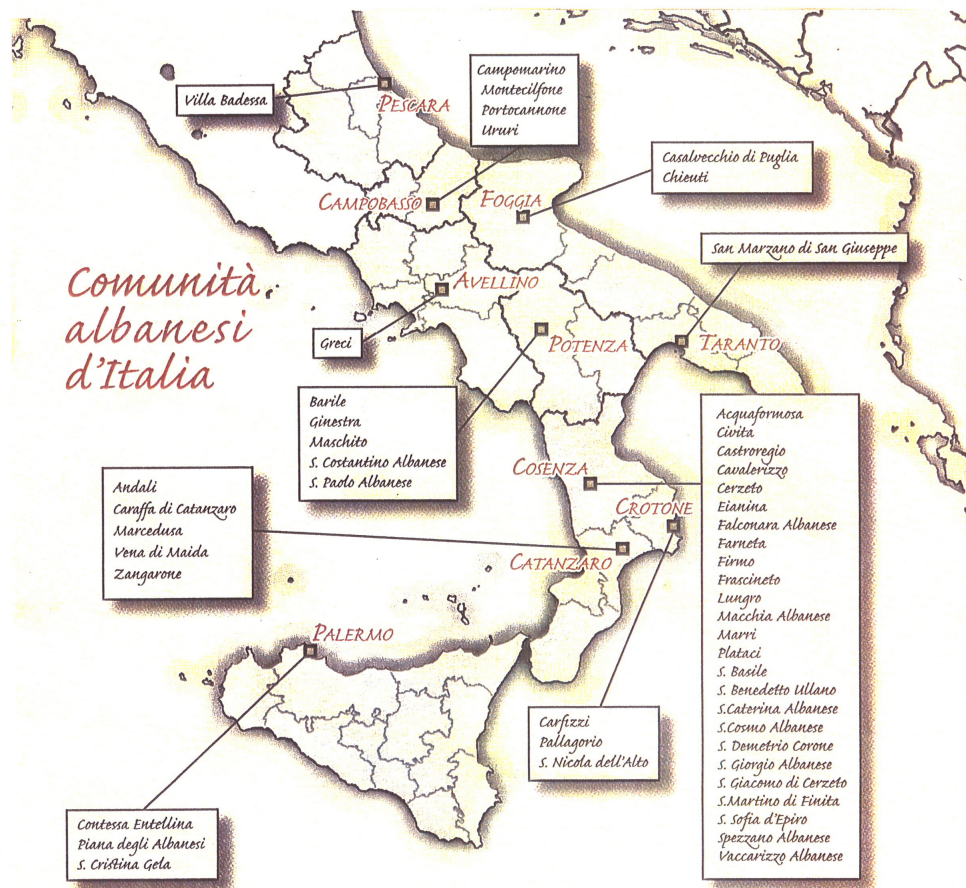 Comunità
albanesi
d'Italia
Villa Badessa
PESCARA
Campomarino
Montecilfone
Portocannone
Ururi
CAMPOBASSO
FOGGIA
Casalvecchio di Puglia
Chieuti
San Marzano di San Giuseppe
AVELLINO
Greci
POTENZA
TARANTO
Barile
Ginestra
Maschito
S. Costantino Albanese
S. Paolo Albanese
COSENZA
CROTONE
CATANZARO
Andali
Caraffa di Catanzaro
Marcedusa
Vena di Maida
Zangarone
Acquaformosa
Civita
Castroregio
Cavalerizzo
Cerzeto
Eianina
Falconara Albanese
Farneta
Firmo
Frascineto
Lungro
Macchia Albanese
Marri
Plataci
S. Basile
S. Benedetto Ullano
S.Caterina Albanese
S.Cosmo Albanese
S. Demetrio Corone
S. Giorgio Albanese
S. Giacomo di Cerzeto
S.Martino di Finita
S. Sofia d'Epiro
Spezzano Albanese
Vaccarizzo Albanese
PALERMO
Carfizzi
Pallagorio
S. Nicola dell'Alto
Contessa Entellina
Piana degli Albanesi
S. Cristina Gela